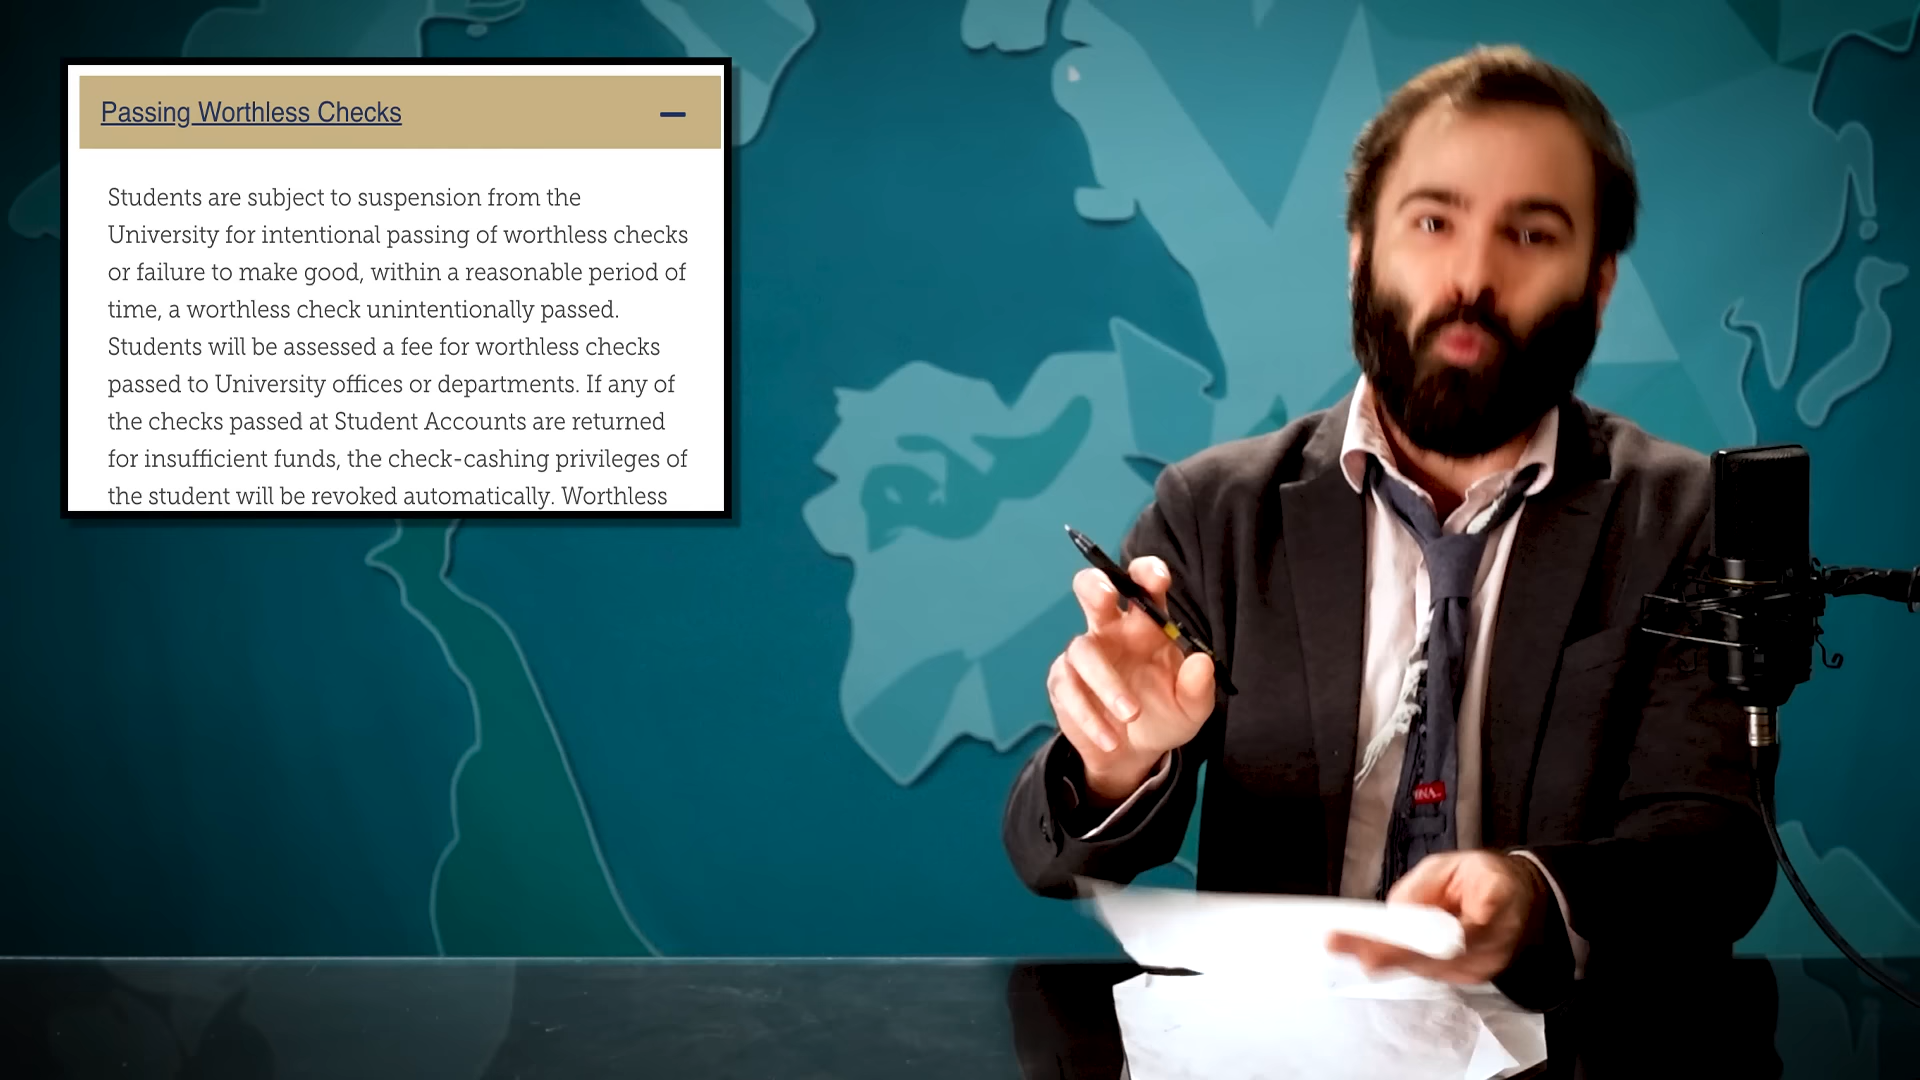 Passing Worthless Checks
Students are subject to suspension from the
University for intentional passing of worthless checks
or failure to make good, within a reasonable period of
time, a worthless check unintentionally passed.
Students will be assessed a fee for worthless checks
passed to University offices or departments. If any of
the checks passed at Student Accounts are returned
for insufficient funds, the check-cashing privileges of
the student will be revoked automatically. Worthless